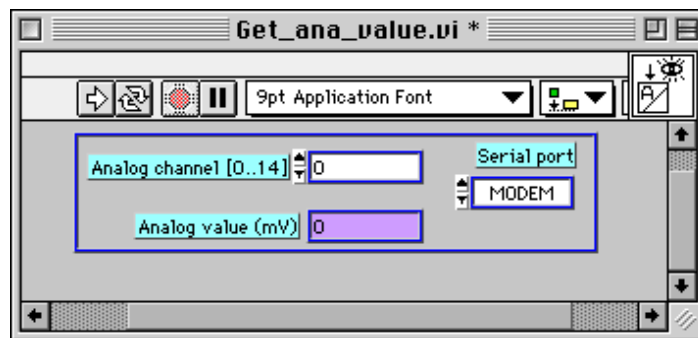 Get_ana_value.vi *
9pt Application Font
A/
Analog channel [0..14] 0
Serial port
MODEM
Analog value (mV) 0